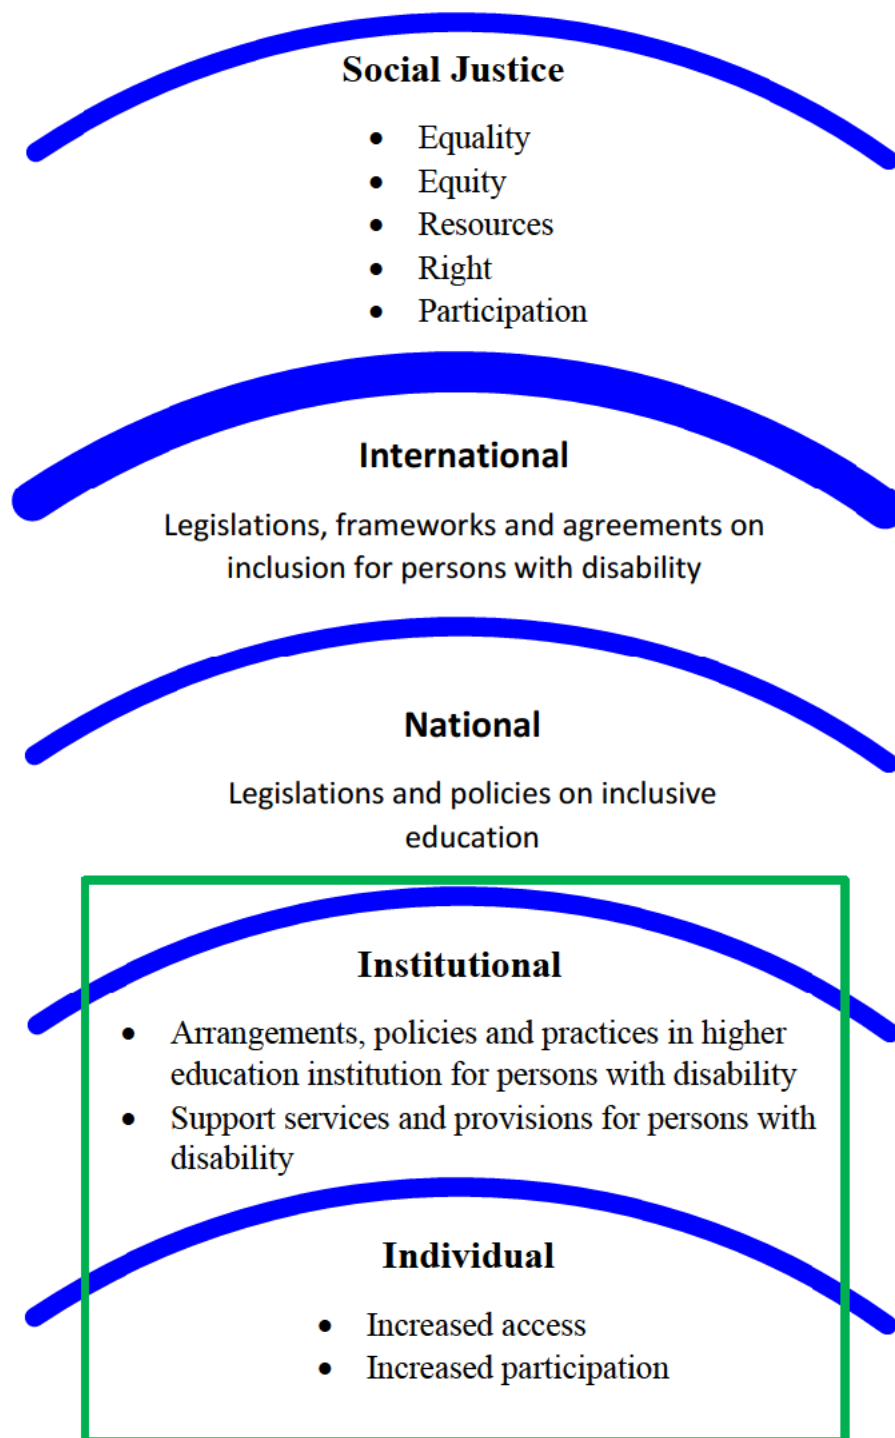 Social Justice
• Equality
• Equity
• Resources
• Right
• Participation
International
Legislations, frameworks and agreements on
inclusion for persons with disability
National
Legislations and policies on inclusive
education
Institutional
• Arrangements, policies and practices in higher
education institution for persons with disability
• Support services and provisions for persons with
disability
Individual
• Increased access
• Increased participation